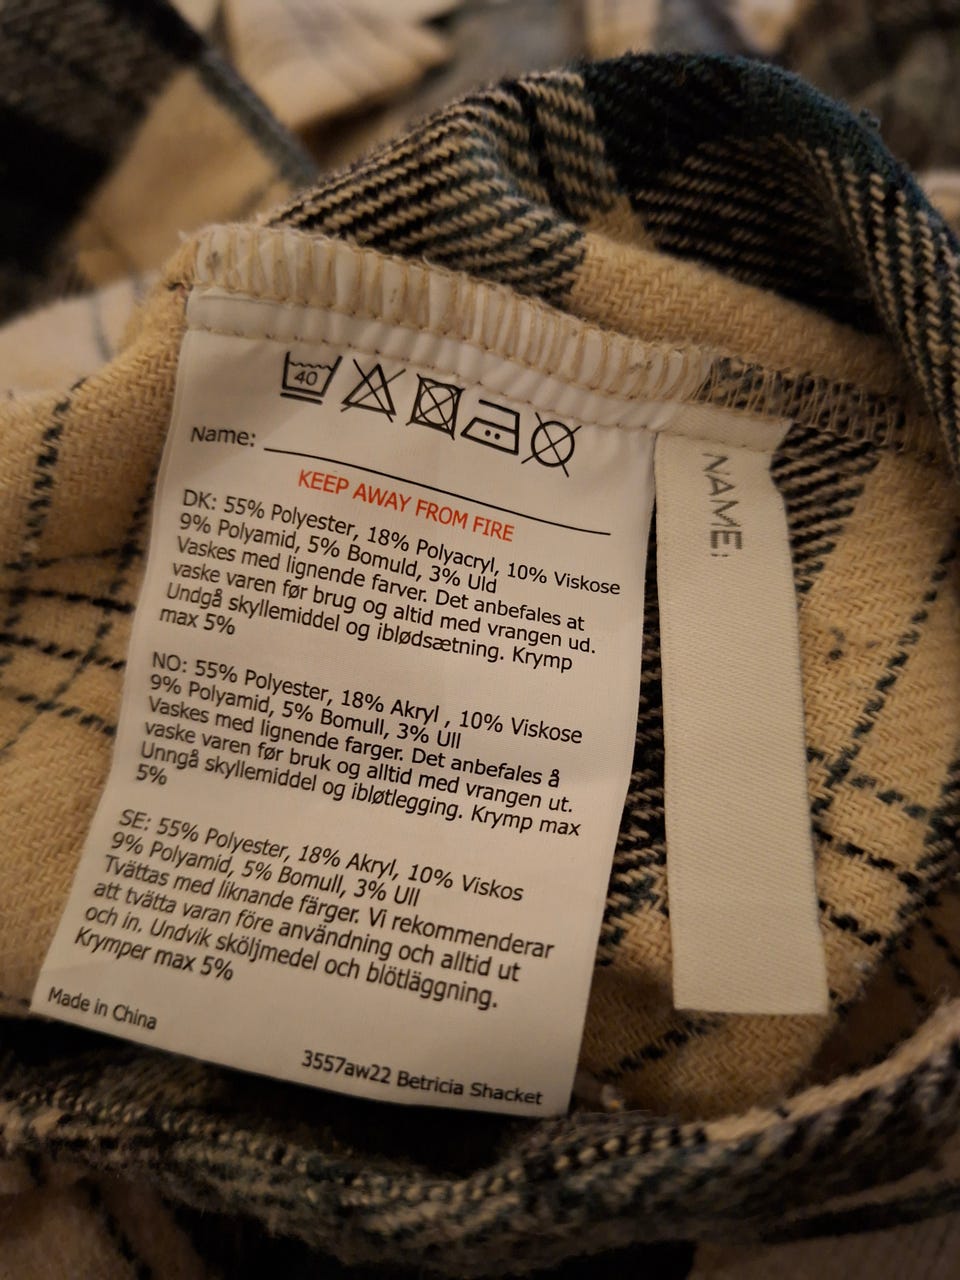 40
Name:
KEEP AWAY FROM FIRE
DK: 55% Polyester, 18% Polyacryl, 10% Viskose
9% Polyamid, 5% Bomuld, 3% Uld
Vaskes med lignende farver. Det anbefales at
vaske varen før brug og altid med vrangen ud.
Undgå skyllemiddel og iblødsætning. Krymp
max 5%
NO: 55% Polyester, 18% Akryl , 10% Viskose
9% Polyamid, 5% Bomull, 3% Ull
Vaskes med lignende farger. Det anbefales å
vaske varen før bruk og alltid med vrangen ut.
Unngå skyllemiddel og ibløtlegging. Krymp max
5%
SE: 55% Polyester, 18% Akryl, 10% Viskos
9% Polyamid, 5% Bomull, 3% Ull
Tvättas med liknande färger. Vi rekommenderar
att tvätta varan före användning och alltid ut
och in. Undvik sköljmedel och blötläggning.
Krymper max 5%
Made in China
3557aw22 Betricia Shacket
NAME: